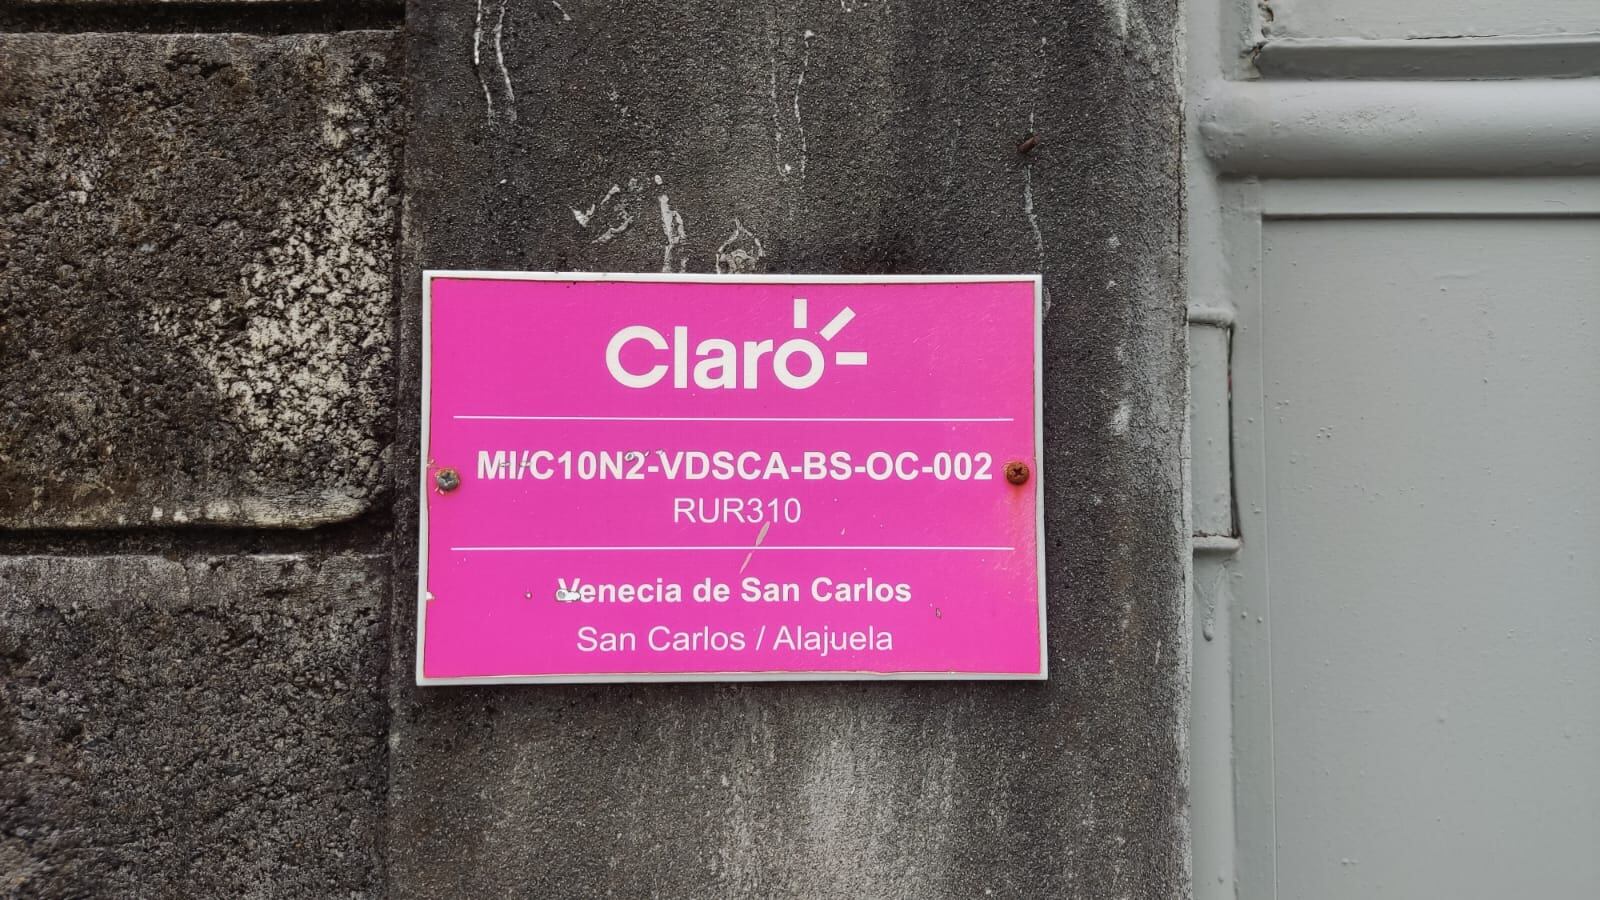 Claro
MI/C10N2-VDSCA-BS-OC-002
RUR310
Venecia de San Carlos
San Carlos / Alajuela